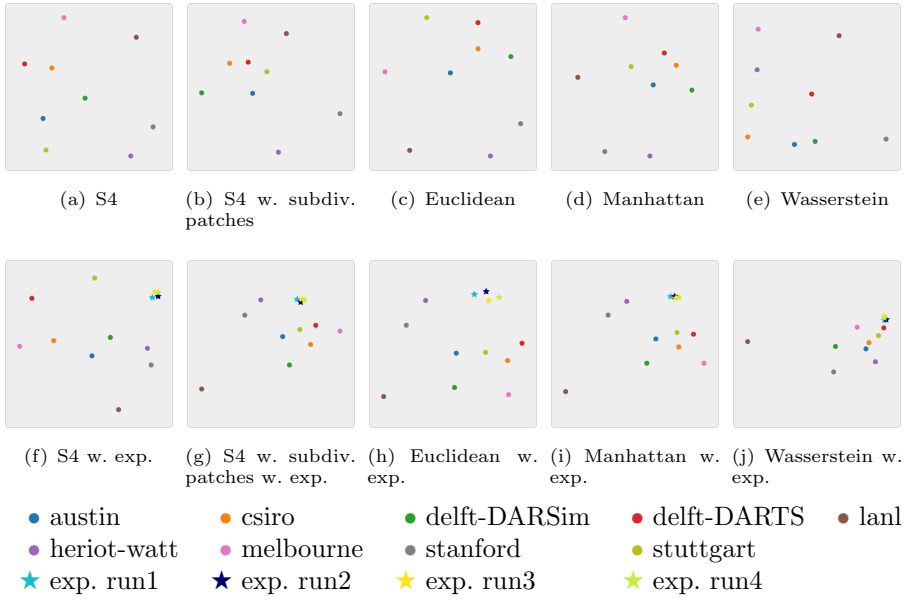 (a) S4
(b) S4 w. subdiv.
patches
(c) Euclidean
(d) Manhattan
(e) Wasserstein
(f) S4 w. exp.
(g) S4 w. subdiv.
patches w. exp.
(h) Euclidean w.
exp.
(i) Manhattan w.
exp.
(j) Wasserstein w.
exp.
austin csiro delft-DARSim delft-DARTS lanl
heriot-watt melbourne stanford stuttgart
exp. run1 exp. run2 exp. run3 exp. run4